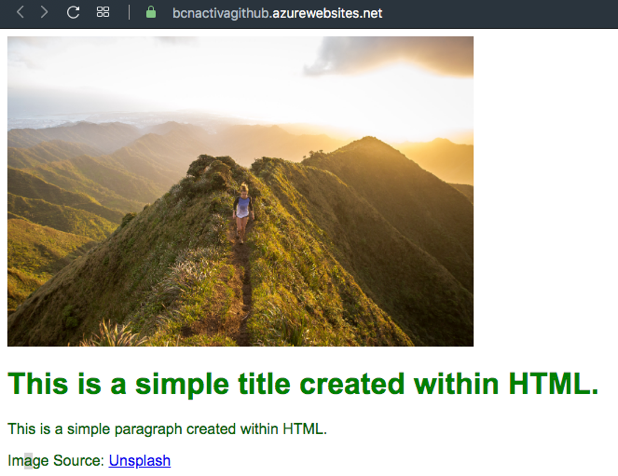 bcnactivagithub.azurewebsites.net
This is a simple title created within HTML.
This is a simple paragraph created within HTML.
Image Source: Unsplash